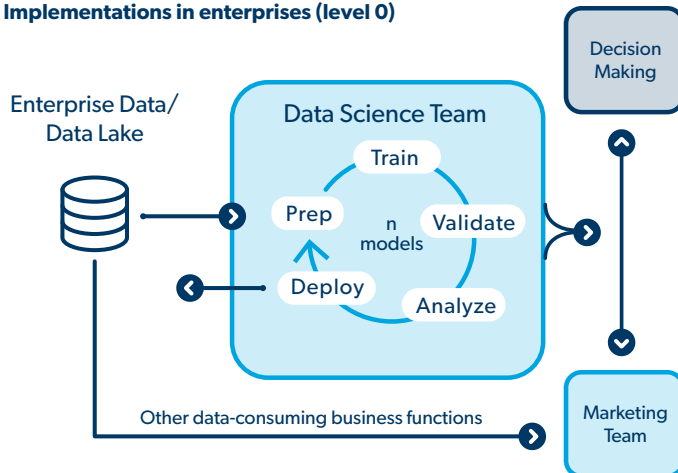 Implementations in enterprises (level 0)
Decision
Making
Enterprise Data/
Data Lake
Data Science Team
Train
Prep
n
models
Validate
Deploy
Analyze
Other data-consuming business functions
Marketing
Team